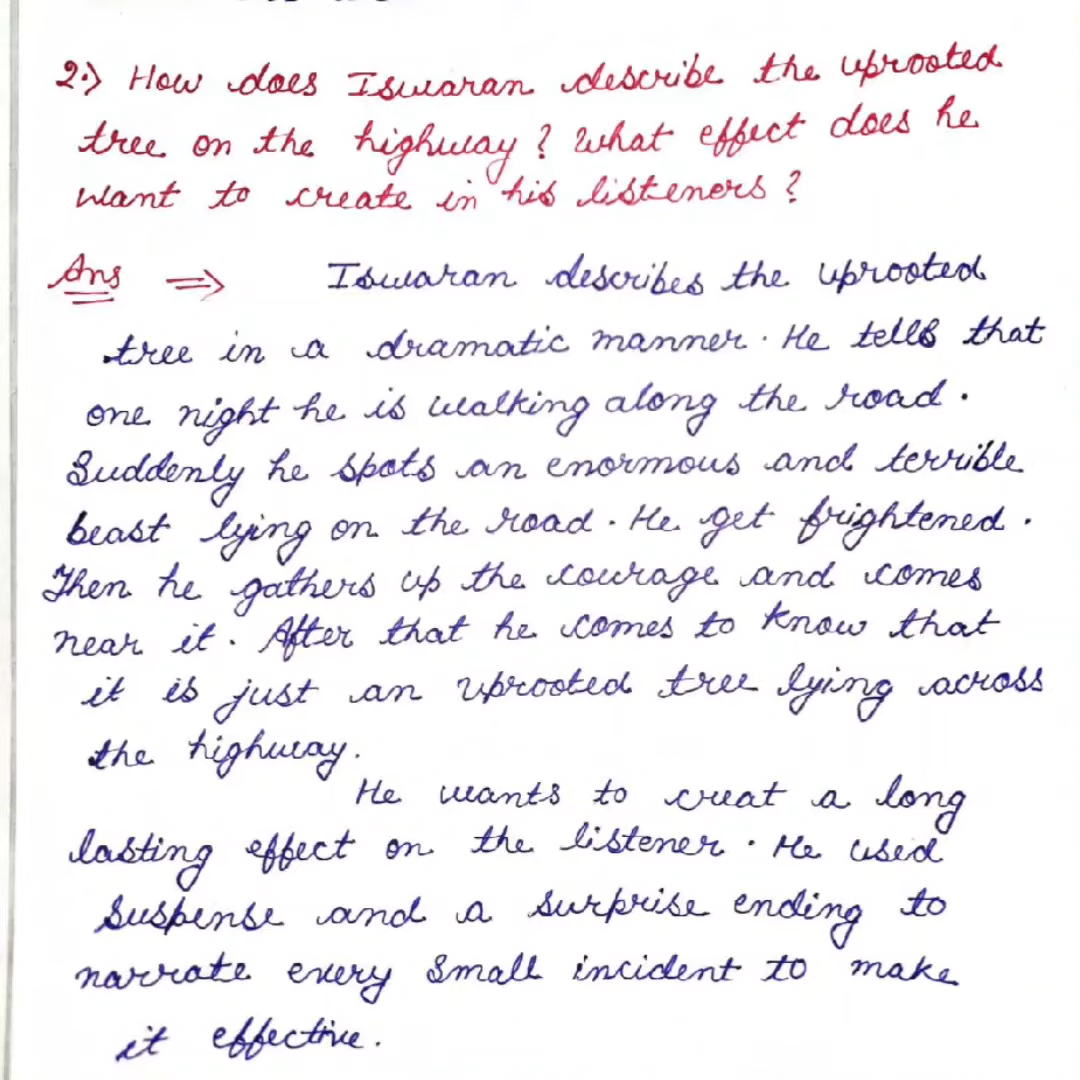 2.) How does Iswaran describe the uprooted
tree on the highway? What effect does he
want to create in his listeners?
Ans ⇒ Iswaran describes the uprooted
tree in a dramatic manner. He tells that
one night he is walking along the road.
Suddenly he spots an enormous and terrible
beast lying on the road. He get frightened.
Then he gathers up the courage and comes
near it. After that he comes to know that
it is just an uprooted tree lying across
the highway.
He wants to creat a long
lasting effect on the listener. He used
suspense and a surprise ending to
narrate every small incident to make
it effective.